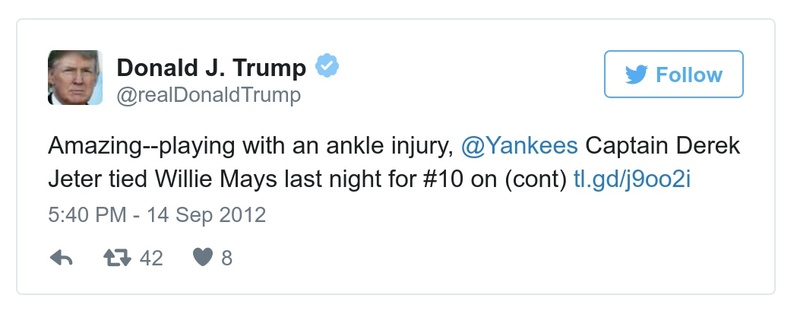 Donald J. Trump
@realDonaldTrump
Follow
Amazing--playing with an ankle injury, @Yankees Captain Derek
Jeter tied Willie Mays last night for #10 on (cont) tl.gd/j9oo2i
5:40 PM - 14 Sep 2012
42 8